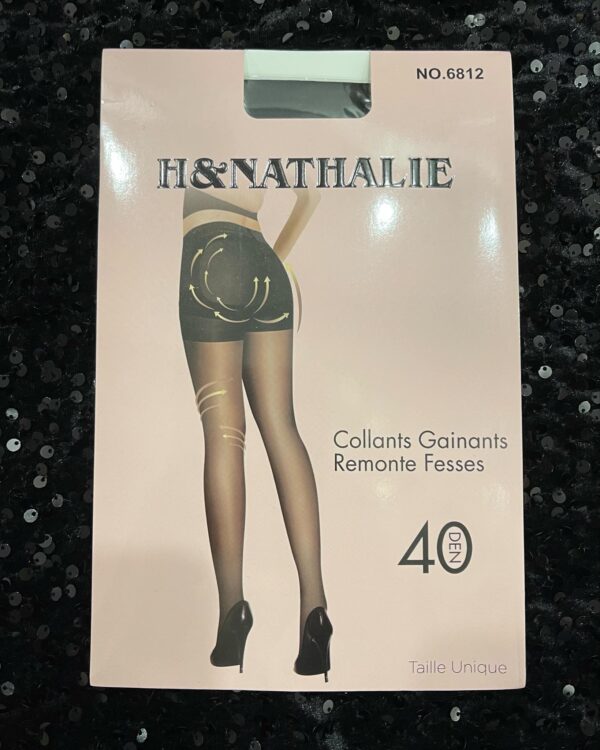 NO.6812
H&NATHALIE
Collants Gainants
Remonte Fesses
40
DEN
Taille Unique